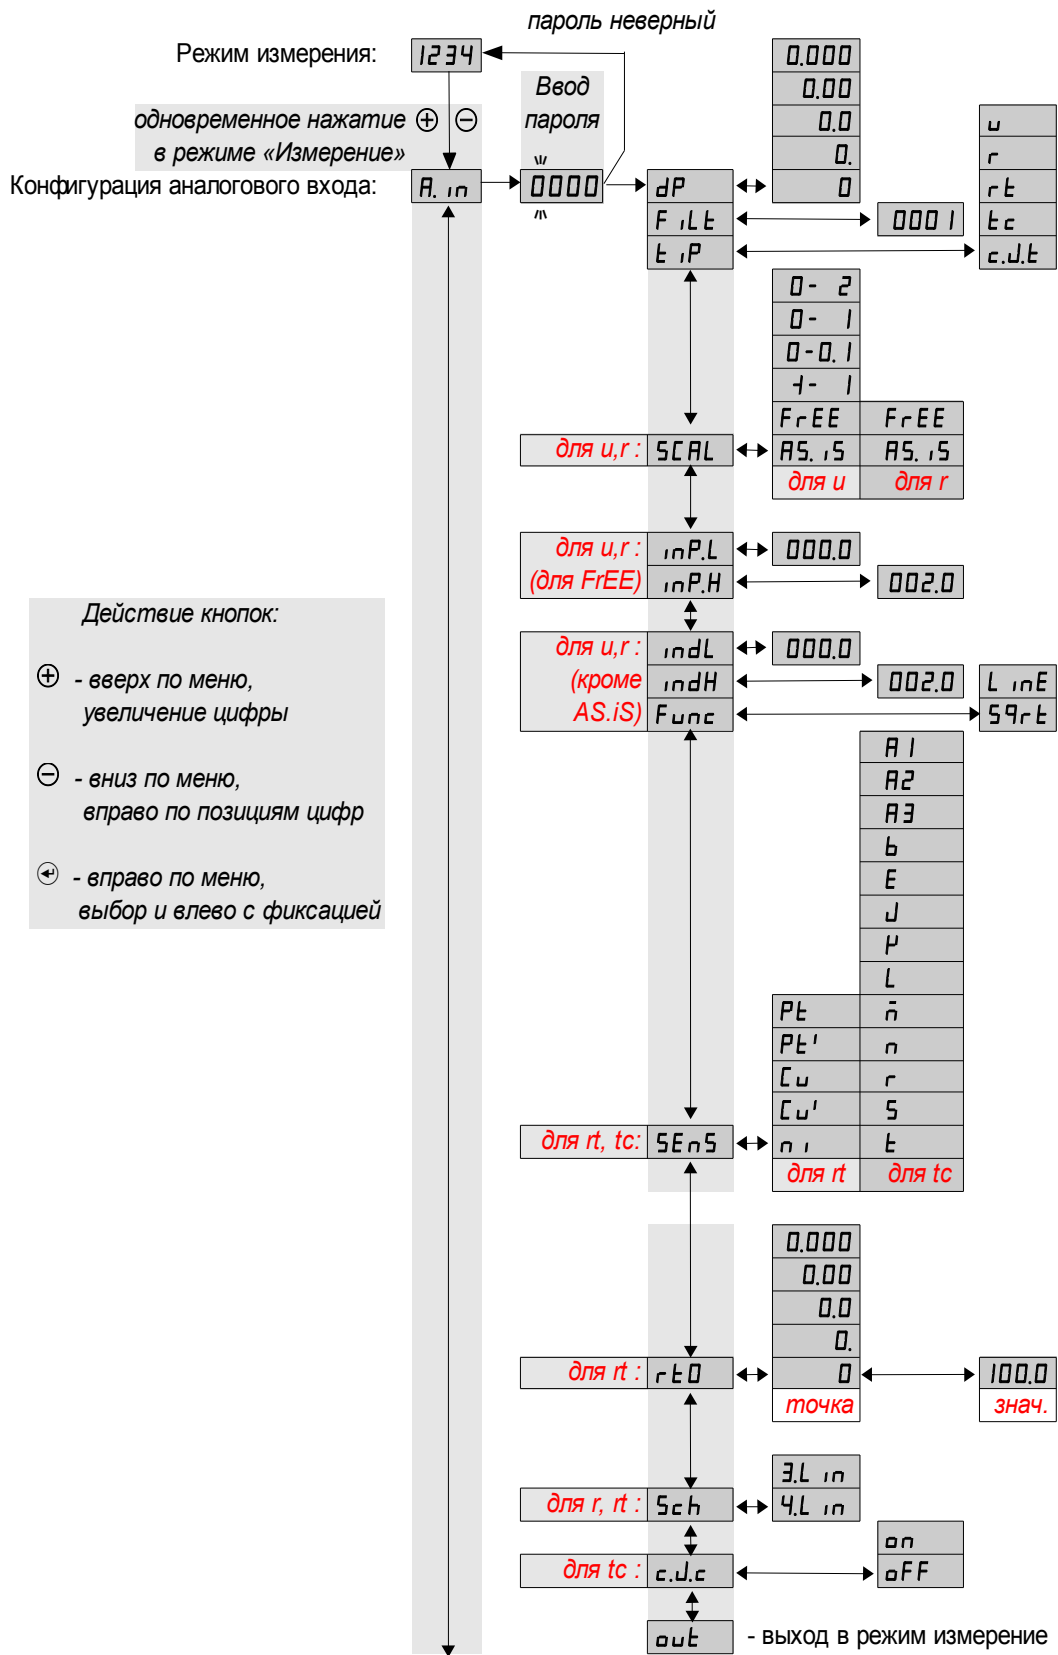 пароль неверный
Режим измерения: 1234
Ввод пароля
одновременное нажатие ⊕ ⊖
в режиме «Измерение»
Конфигурация аналогового входа: A.in 0000
dP
0.000
0.00
0.0
0.
0
FiLt 0001
tiP
u
r
rt
tc
c.J.t
0- 2
0- 1
0-0.1
-1- 1
FrEE FrEE
для u,r : SCAL AS.iS AS.iS
для u для r
для u,r : inP.L 000.0
(для FrEE) inP.H 002.0
для u,r : indL 000.0
(кроме indH 002.0 LinE
AS.iS) Func Sqrt
Действие кнопок:
⊕ - вверх по меню,
увеличение цифры
⊖ - вниз по меню,
вправо по позициям цифр
- вправо по меню,
выбор и влево с фиксацией
A1
A2
A3
b
E
J
L
Pt
Pt' n
Cu r
Cu' S
для rt, tc: SEnS ni t
для rt для tc
0.000
0.00
0.0
0.
для rt : rt0 0 100.0
точка знач.
3.Lin
для r, rt : Sch 4.Lin
on
для tc : c.J.c oFF
out - выход в режим измерение